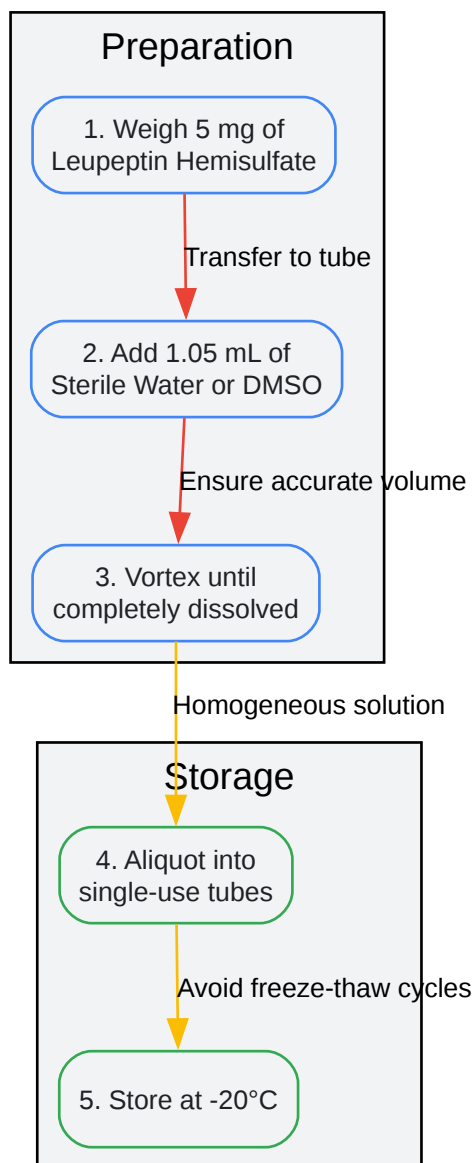 Preparation
1. Weigh 5 mg of
Leupeptin Hemisulfate
Transfer to tube
2. Add 1.05 mL of
Sterile Water or DMSO
Ensure accurate volume
3. Vortex until
completely dissolved
Homogeneous solution
Storage
4. Aliquot into
single-use tubes
Avoid freeze-thaw cycles
5. Store at -20°C